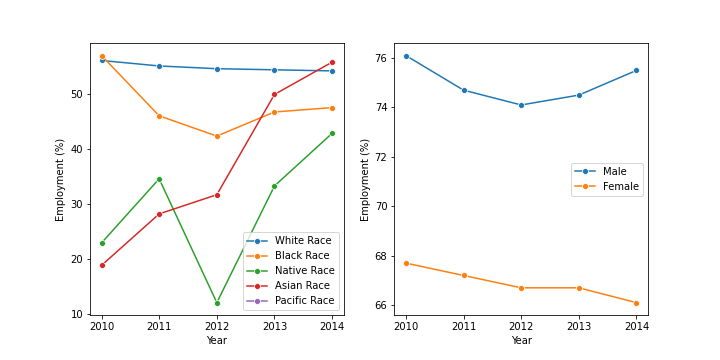 Employment (%)
50
40
30
20
10
2010 2011 2012 2013 2014
Year
White Race
Black Race
Native Race
Asian Race
Pacific Race
Employment (%)
76
74
72
70
68
66
2010 2011 2012 2013 2014
Year
Male
Female